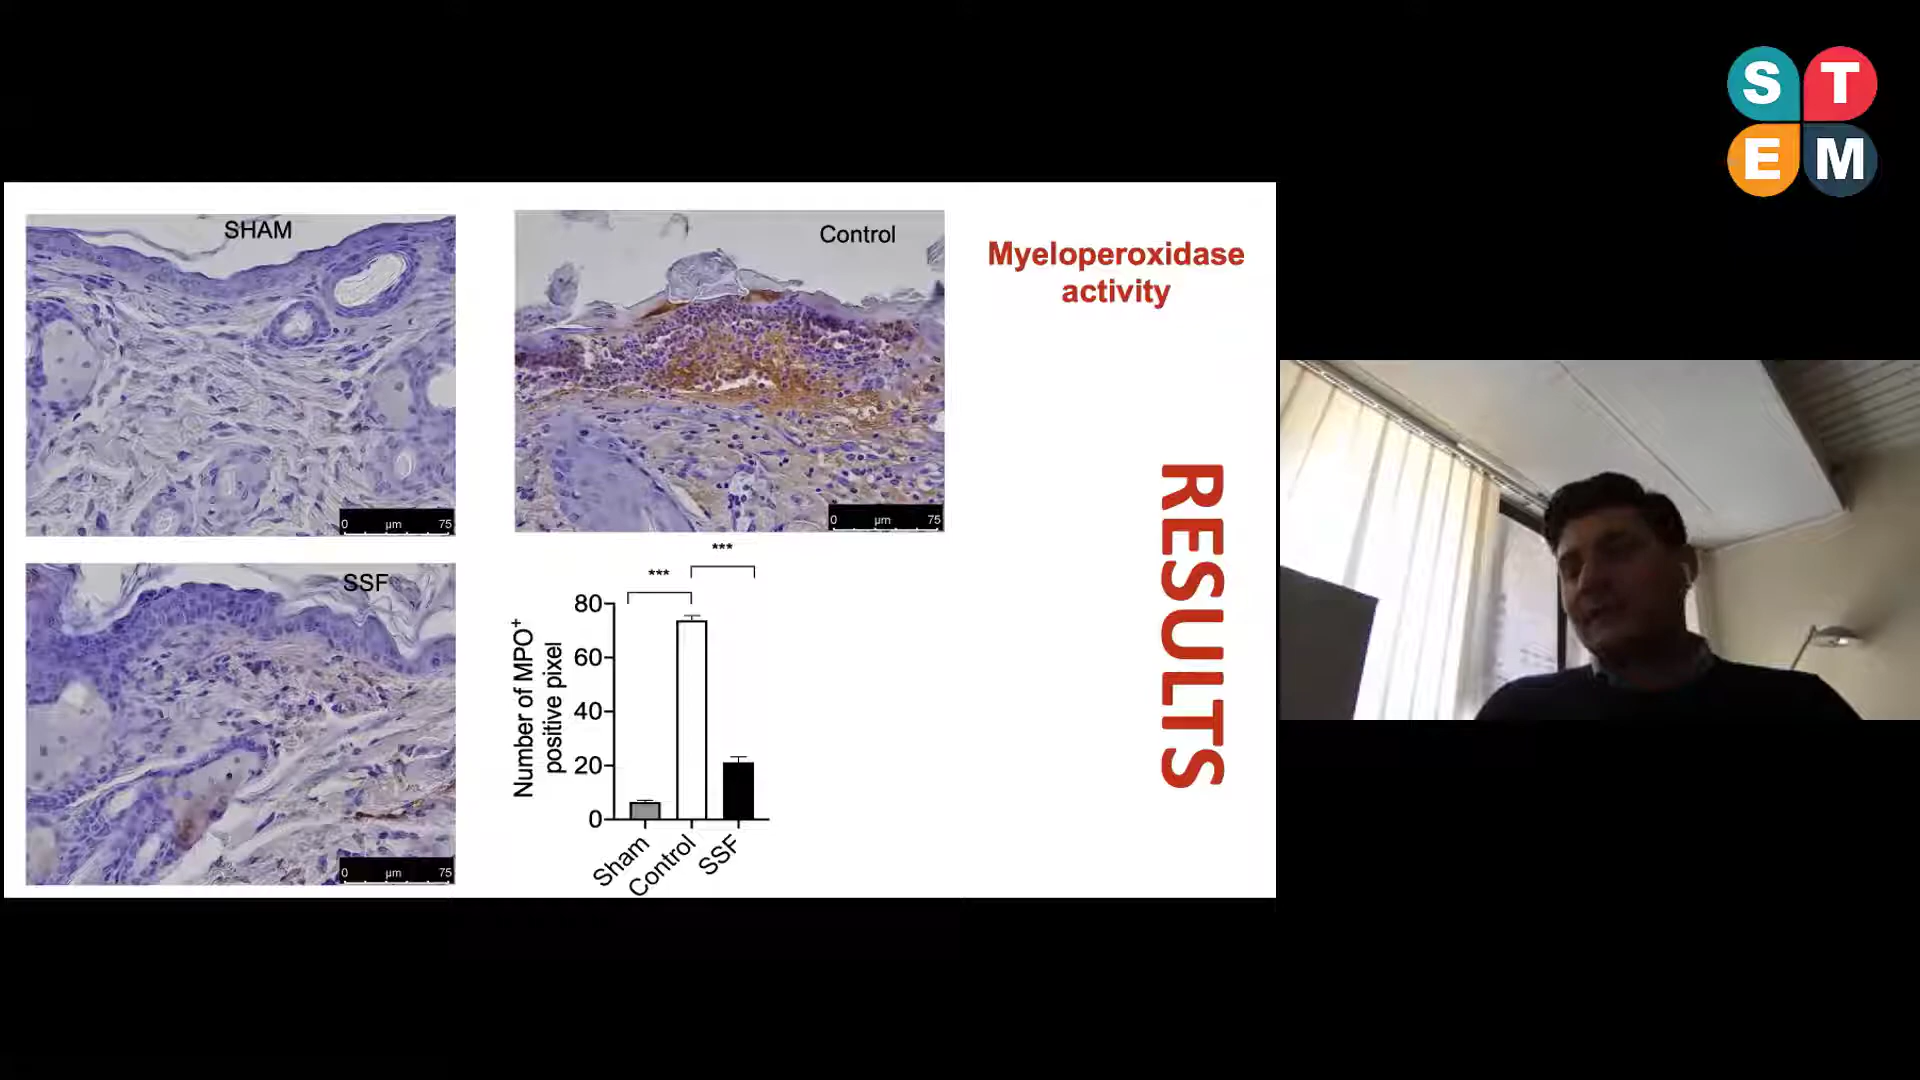 S T
E M
SHAM
0 µm 75
Control
0 µm 75
Myeloperoxidase
activity
RESULTS
SSF
0 µm 75
***
***
Number of MPO⁺
positive pixel
80
60
40
20
0
Sham
Control
SSF